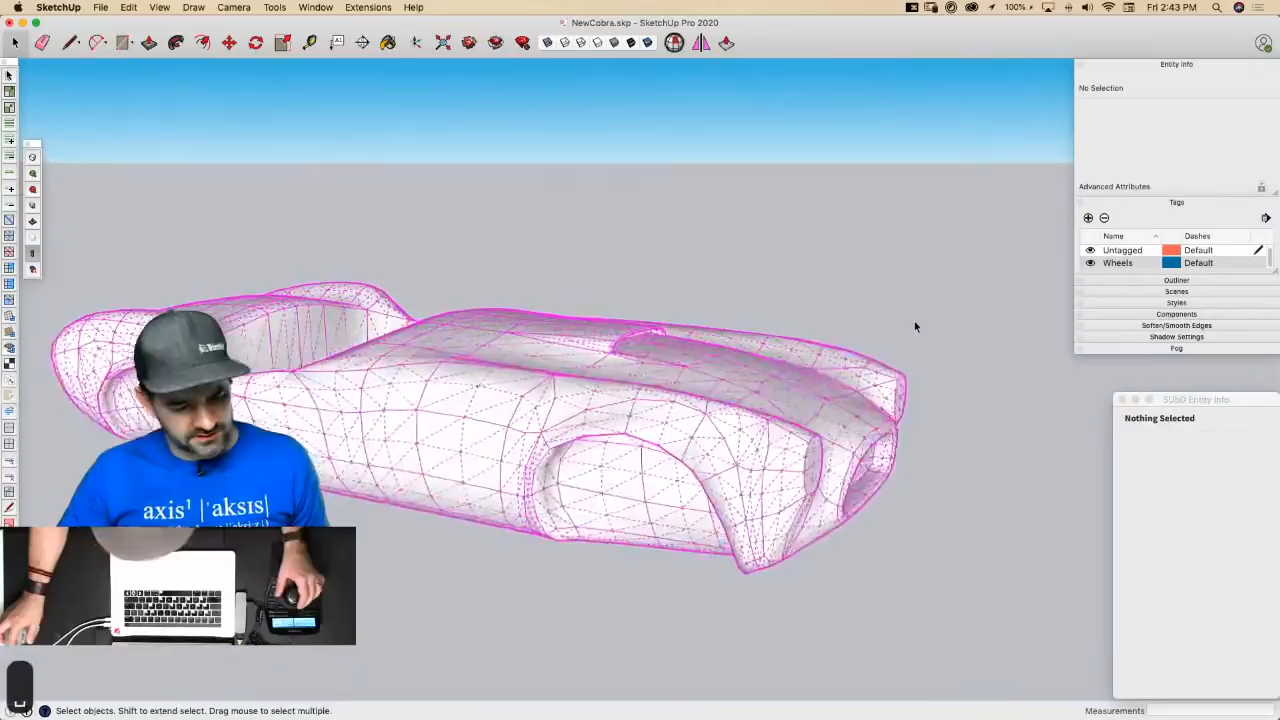 SketchUp File Edit View Draw Camera Tools Window Extensions Help 100% Fri 2:43 PM
NewCobra.skp - SketchUp Pro 2020
Entity Info
No Selection
Advanced Attributes
Tags
Name Dashes
Untagged Default
Wheels Default
Outliner
Scenes
Styles
Components
Soften/Smooth Edges
Shadow Settings
Fog
SUbD Entity Info
Nothing Selected
axis¹ |ˈaksɪs|
Select objects. Shift to extend select. Drag mouse to select multiple.
Measurements